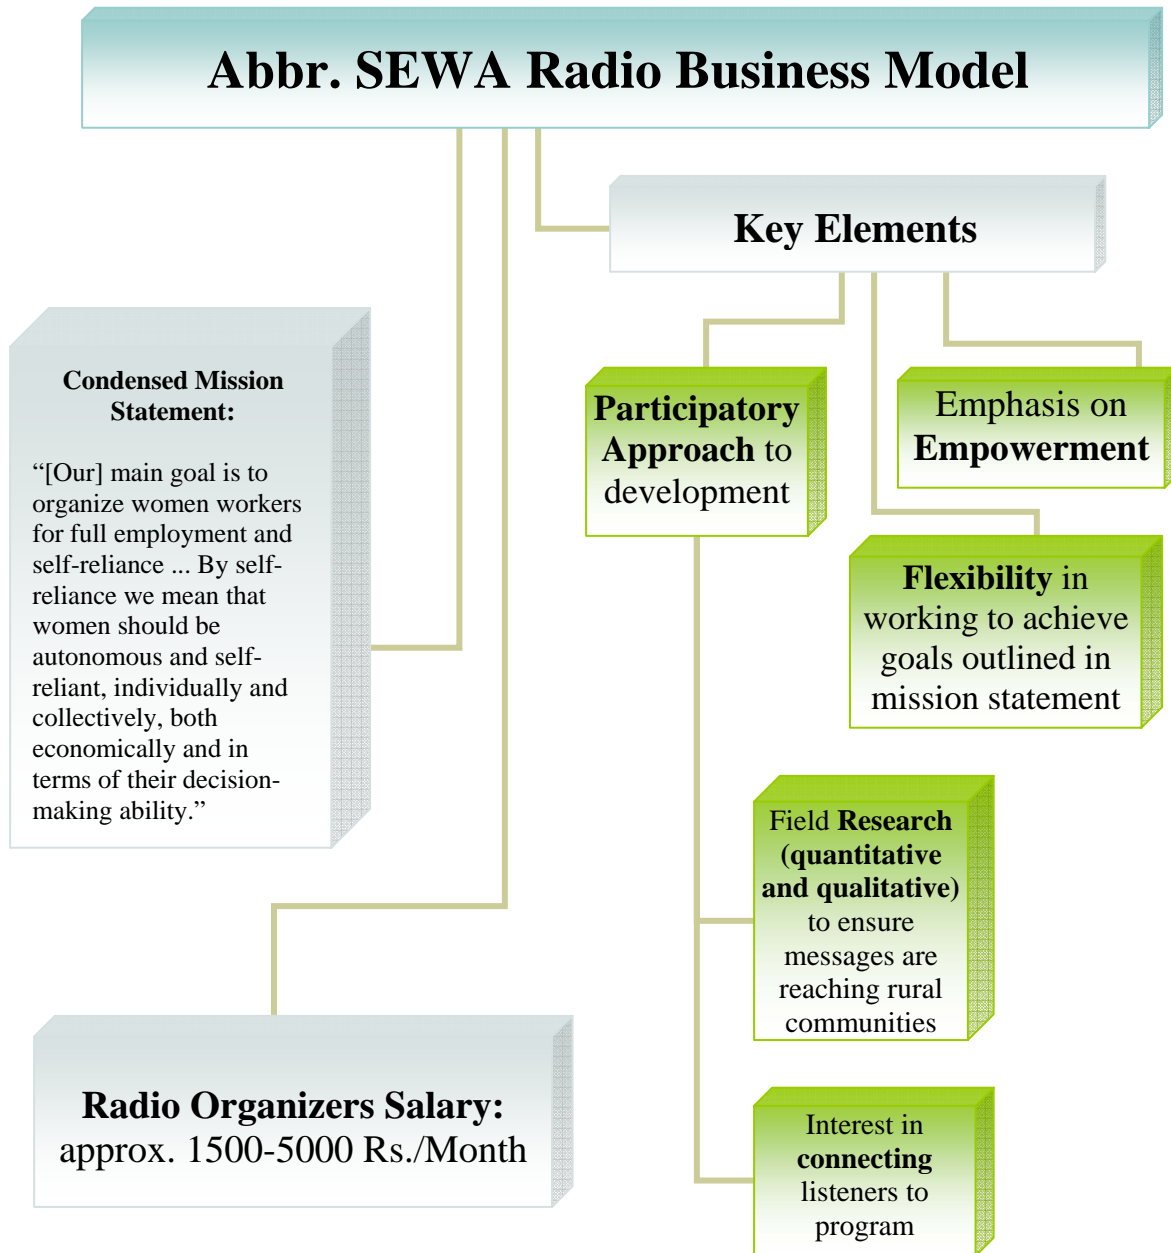 Abbr. SEWA Radio Business Model
Key Elements
Condensed Mission
Statement:
“[Our] main goal is to
organize women workers
for full employment and
self-reliance ... By self-
reliance we mean that
women should be
autonomous and self-
reliant, individually and
collectively, both
economically and in
terms of their decision-
making ability.”
Participatory
Approach to
development
Emphasis on
Empowerment
Flexibility in
working to achieve
goals outlined in
mission statement
Field Research
(quantitative
and qualitative)
to ensure
messages are
reaching rural
communities
Radio Organizers Salary:
approx. 1500-5000 Rs./Month
Interest in
connecting
listeners to
program